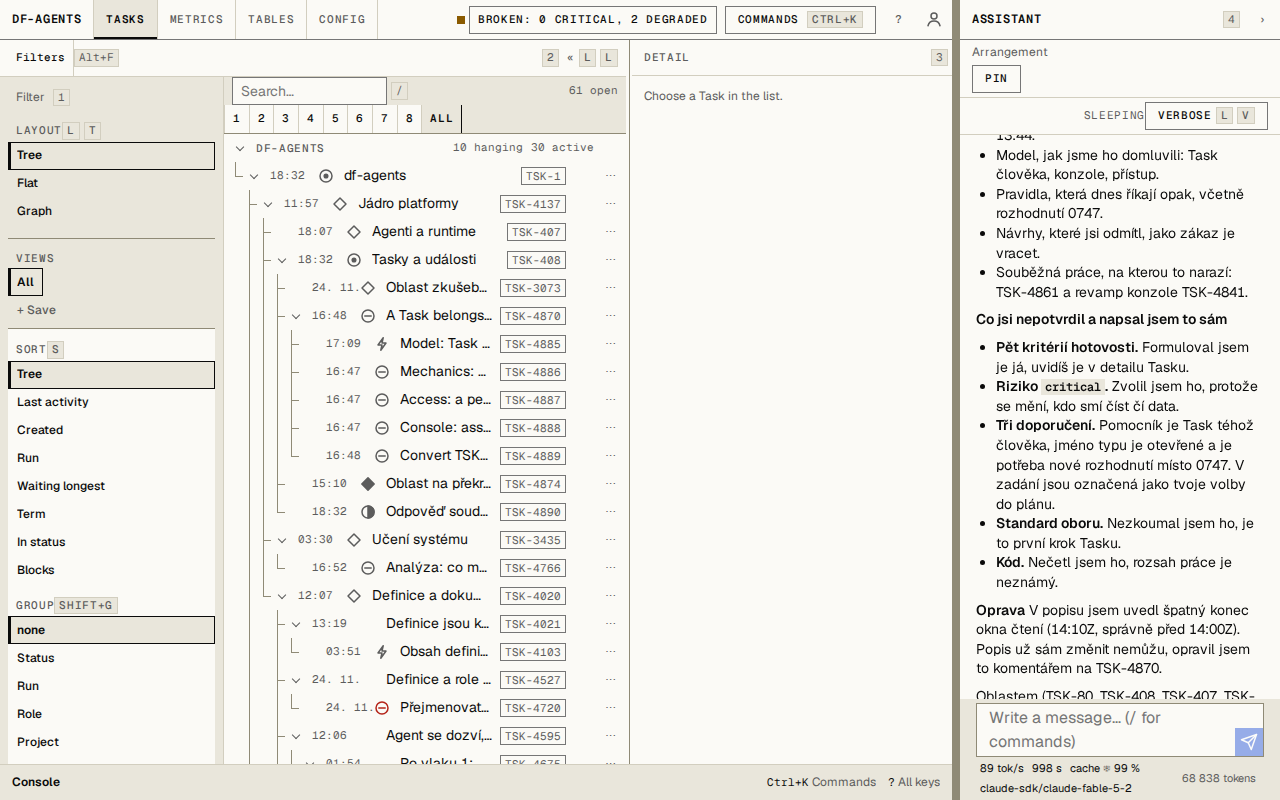 DF-AGENTS TASKS METRICS TABLES CONFIG BROKEN: 0 CRITICAL, 2 DEGRADED COMMANDS CTRL+K ?
Filters Alt+F 2 « L L
Filter 1
LAYOUT L T
Tree
Flat
Graph
VIEWS
All
+ Save
SORT S
Tree
Last activity
Created
Run
Waiting longest
Term
In status
Blocks
GROUP SHIFT+G
none
Status
Run
Role
Project
Search… / 61 open
1 2 3 4 5 6 7 8 ALL
DF-AGENTS 10 hanging 30 active
18:32 df-agents TSK-1 ...
11:57 Jádro platformy TSK-4137 ...
18:07 Agenti a runtime TSK-407 ...
18:32 Tasky a události TSK-408 ...
24. 11. Oblast zkušeb… TSK-3073 ...
16:48 A Task belongs… TSK-4870 ...
17:09 Model: Task … TSK-4885 ...
16:47 Mechanics: … TSK-4886 ...
16:47 Access: a pe… TSK-4887 ...
16:47 Console: ass… TSK-4888 ...
16:48 Convert TSK… TSK-4889 ...
15:10 Oblast na překr… TSK-4874 ...
18:32 Odpověď soud… TSK-4890 ...
03:30 Učení systému TSK-3435 ...
16:52 Analýza: co m… TSK-4766 ...
12:07 Definice a doku… TSK-4020 ...
13:19 Definice jsou k… TSK-4021 ...
03:51 Obsah defini… TSK-4103 ...
24. 11. Definice a role … TSK-4527 ...
24. 11. Přejmenovat… TSK-4720 ...
12:06 Agent se dozví,… TSK-4595 ...
01:54 Po vlaku 1: TSK-4675 ...
DETAIL 3
Choose a Task in the list.
ASSISTANT 4 ›
Arrangement
PIN
SLEEPING VERBOSE L V
13:44.
Model, jak jsme ho domluvili: Task
člověka, konzole, přístup.
Pravidla, která dnes říkají opak, včetně
rozhodnutí 0747.
Návrhy, které jsi odmítl, jako zákaz je
vracet.
Souběžná práce, na kterou to narazí:
TSK-4861 a revamp konzole TSK-4841.
Co jsi nepotvrdil a napsal jsem to sám
Pět kritérií hotovosti. Formuloval jsem
je já, uvidíš je v detailu Tasku.
Riziko critical. Zvolil jsem ho, protože
se mění, kdo smí číst čí data.
Tři doporučení. Pomocník je Task téhož
člověka, jméno typu je otevřené a je
potřeba nové rozhodnutí místo 0747. V
zadání jsou označená jako tvoje volby
do plánu.
Standard oboru. Nezkoumal jsem ho, je
to první krok Tasku.
Kód. Nečetl jsem ho, rozsah práce je
neznámý.
Oprava V popisu jsem uvedl špatný konec
okna čtení (14:10Z, správně před 14:00Z).
Popis už sám změnit nemůžu, opravil jsem
to komentářem na TSK-4870.
Oblastem (TSK-80, TSK-408, TSK-407, TSK-
Write a message… (/ for
commands)
89 tok/s 998 s cache 99 % 68 838 tokens
claude-sdk/claude-fable-5-2
Console Ctrl+K Commands ? All keys